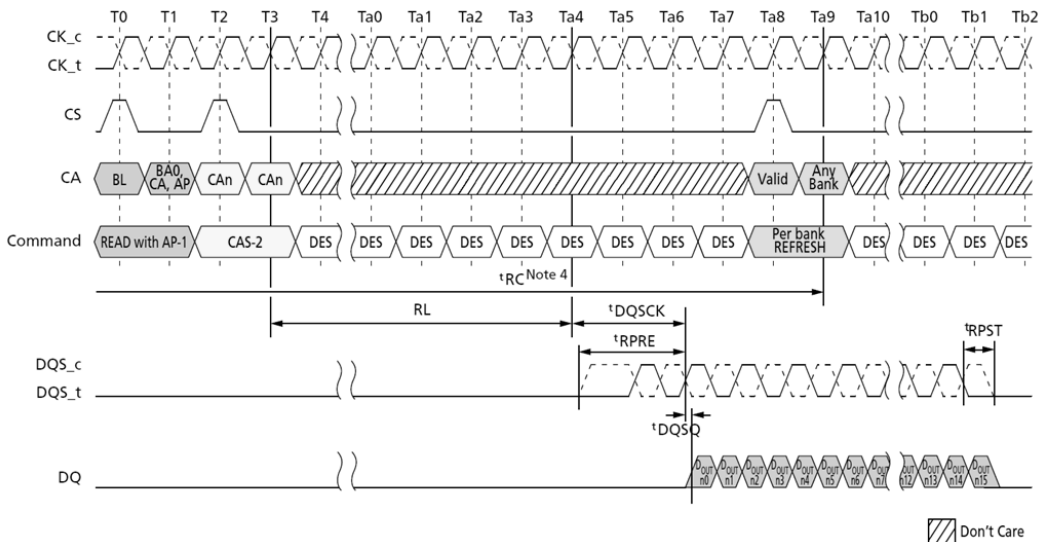 T0 T1 T2 T3 T4 Ta0 Ta1 Ta2 Ta3 Ta4 Ta5 Ta6 Ta7 Ta8 Ta9 Ta10 Tb0 Tb1 Tb2
CK_c
CK_t
CS
CA BL BA0, CA, AP CAn CAn Valid Any Bank
Command READ with AP-1 CAS-2 DES DES DES DES DES DES DES DES DES Per bank REFRESH DES DES DES DES
tRC Note 4
RL tDQSCK
tRPRE tRPST
DQS_c
DQS_t
tDQSQ
DQ DOUT n0 DOUT n1 DOUT n2 DOUT n3 DOUT n4 DOUT n5 DOUT n6 DOUT n7 DOUT n12 DOUT n13 DOUT n14 DOUT n15
Don't Care